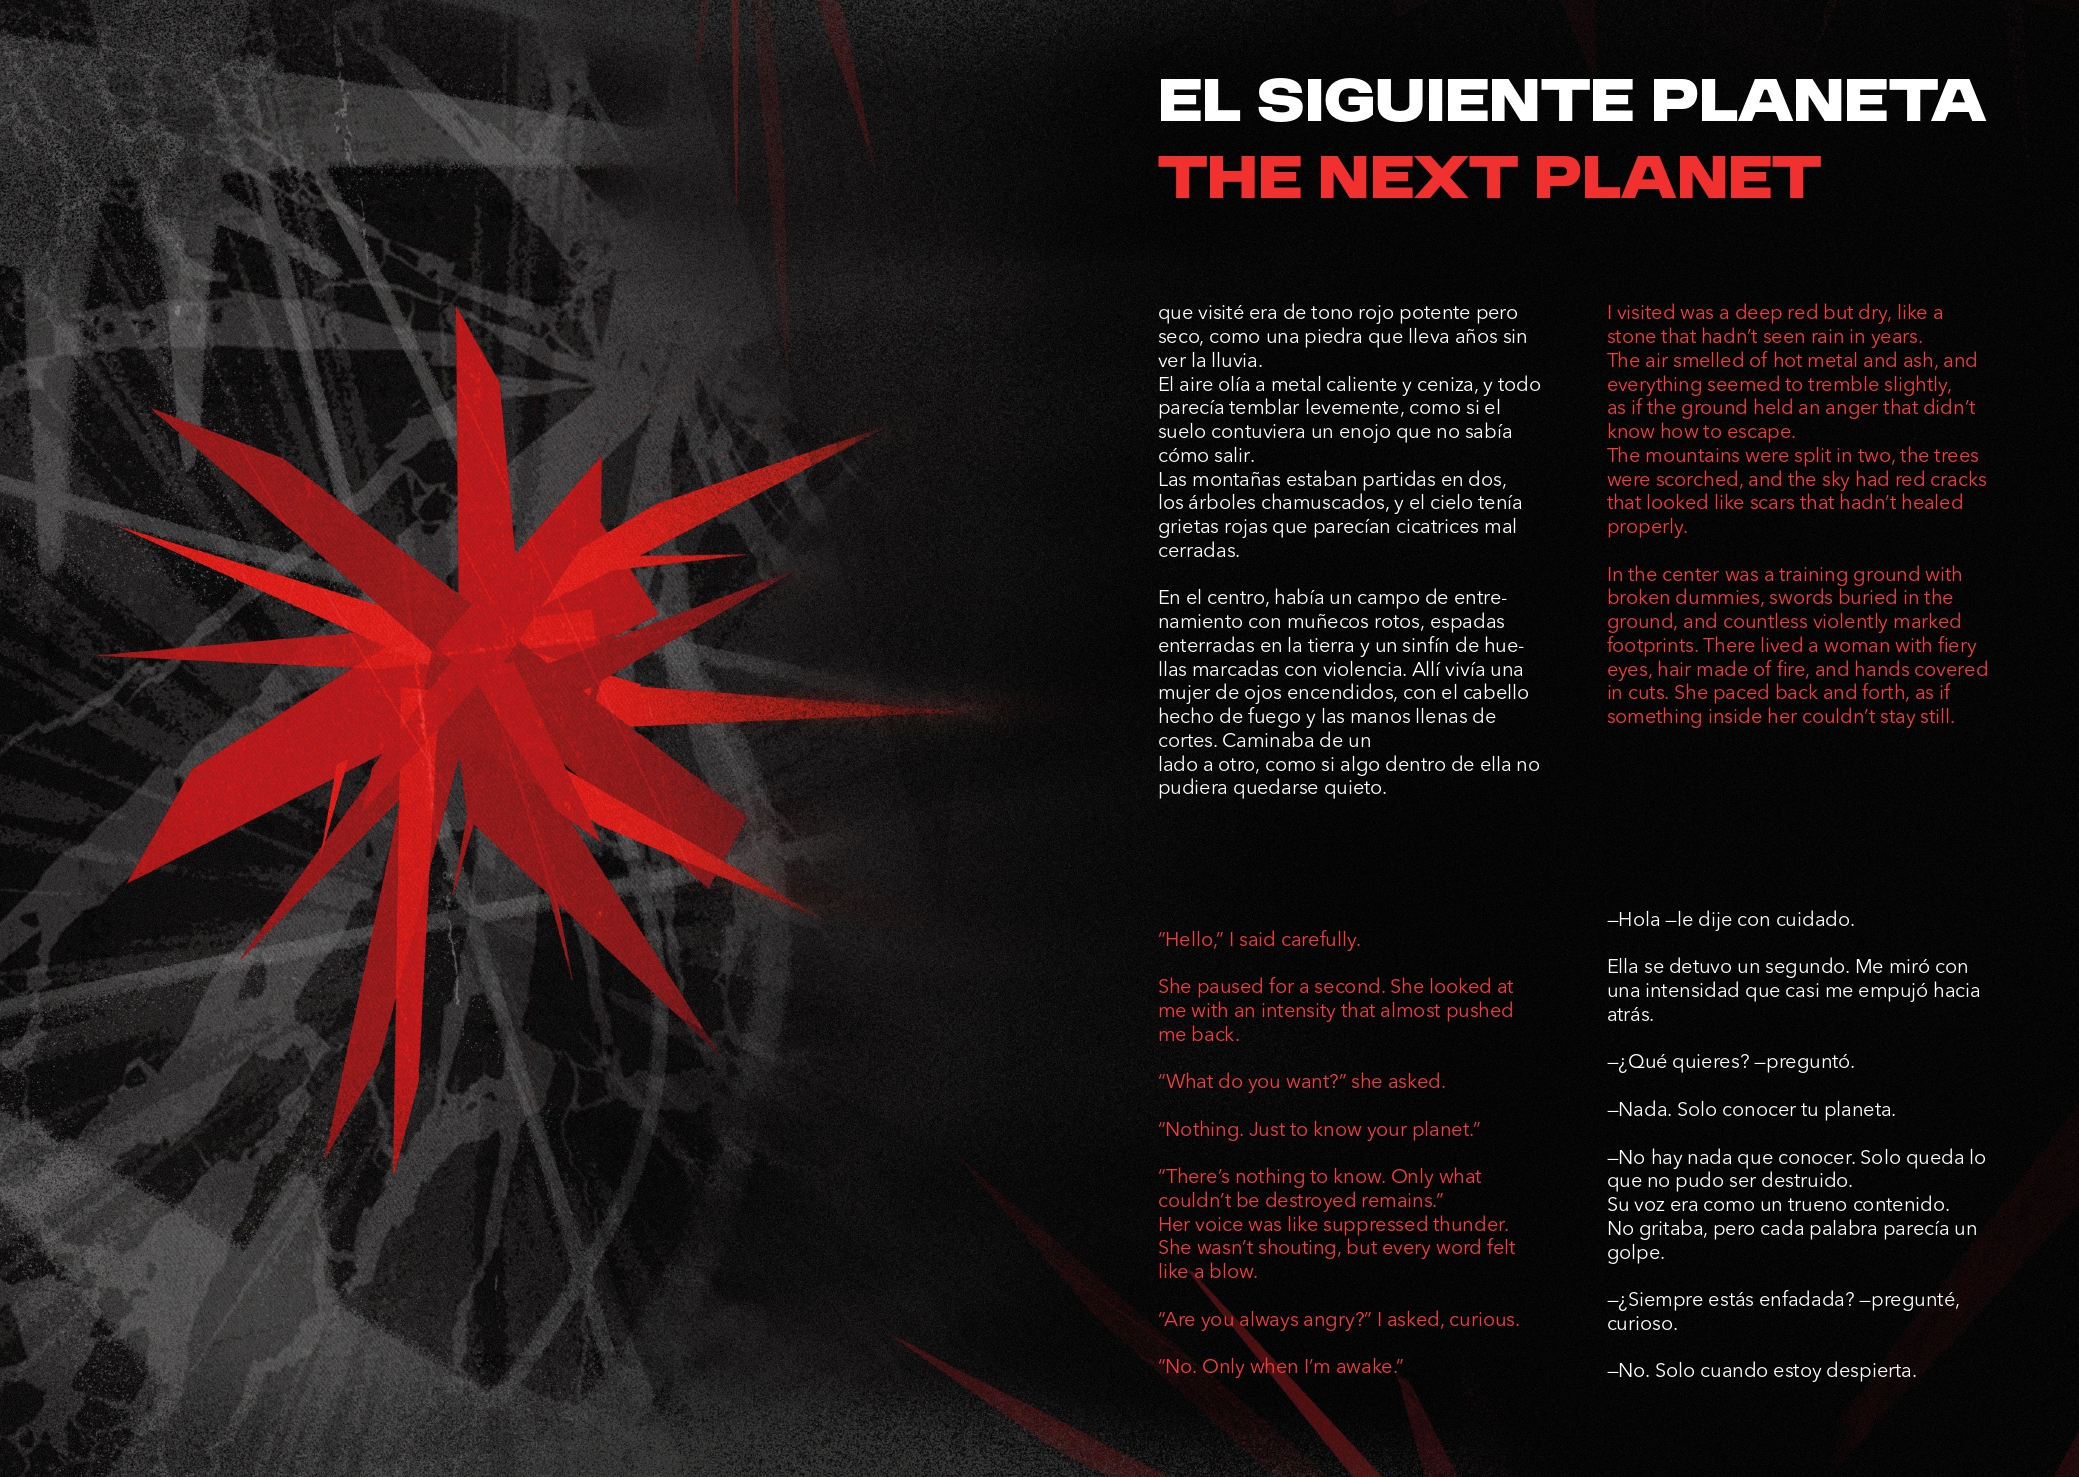 EL SIGUIENTE PLANETA
THE NEXT PLANET
que visité era de tono rojo potente pero
seco, como una piedra que lleva años sin
ver la lluvia.
El aire olía a metal caliente y ceniza, y todo
parecía temblar levemente, como si el
suelo contuviera un enojo que no sabía
cómo salir.
Las montañas estaban partidas en dos,
los árboles chamuscados, y el cielo tenía
grietas rojas que parecían cicatrices mal
cerradas.
En el centro, había un campo de entre-
namiento con muñecos rotos, espadas
enterradas en la tierra y un sinfín de hue-
llas marcadas con violencia. Allí vivía una
mujer de ojos encendidos, con el cabello
hecho de fuego y las manos llenas de
cortes. Caminaba de un
lado a otro, como si algo dentro de ella no
pudiera quedarse quieto.
I visited was a deep red but dry, like a
stone that hadn’t seen rain in years.
The air smelled of hot metal and ash, and
everything seemed to tremble slightly,
as if the ground held an anger that didn’t
know how to escape.
The mountains were split in two, the trees
were scorched, and the sky had red cracks
that looked like scars that hadn’t healed
properly.
In the center was a training ground with
broken dummies, swords buried in the
ground, and countless violently marked
footprints. There lived a woman with fiery
eyes, hair made of fire, and hands covered
in cuts. She paced back and forth, as if
something inside her couldn’t stay still.
“Hello,” I said carefully.
She paused for a second. She looked at
me with an intensity that almost pushed
me back.
“What do you want?” she asked.
“Nothing. Just to know your planet.”
“There’s nothing to know. Only what
couldn’t be destroyed remains.”
Her voice was like suppressed thunder.
She wasn’t shouting, but every word felt
like a blow.
“Are you always angry?” I asked, curious.
“No. Only when I’m awake.”
—Hola —le dije con cuidado.
Ella se detuvo un segundo. Me miró con
una intensidad que casi me empujó hacia
atrás.
—¿Qué quieres? —preguntó.
—Nada. Solo conocer tu planeta.
—No hay nada que conocer. Solo queda lo
que no pudo ser destruido.
Su voz era como un trueno contenido.
No gritaba, pero cada palabra parecía un
golpe.
—¿Siempre estás enfadada? —pregunté,
curioso.
—No. Solo cuando estoy despierta.